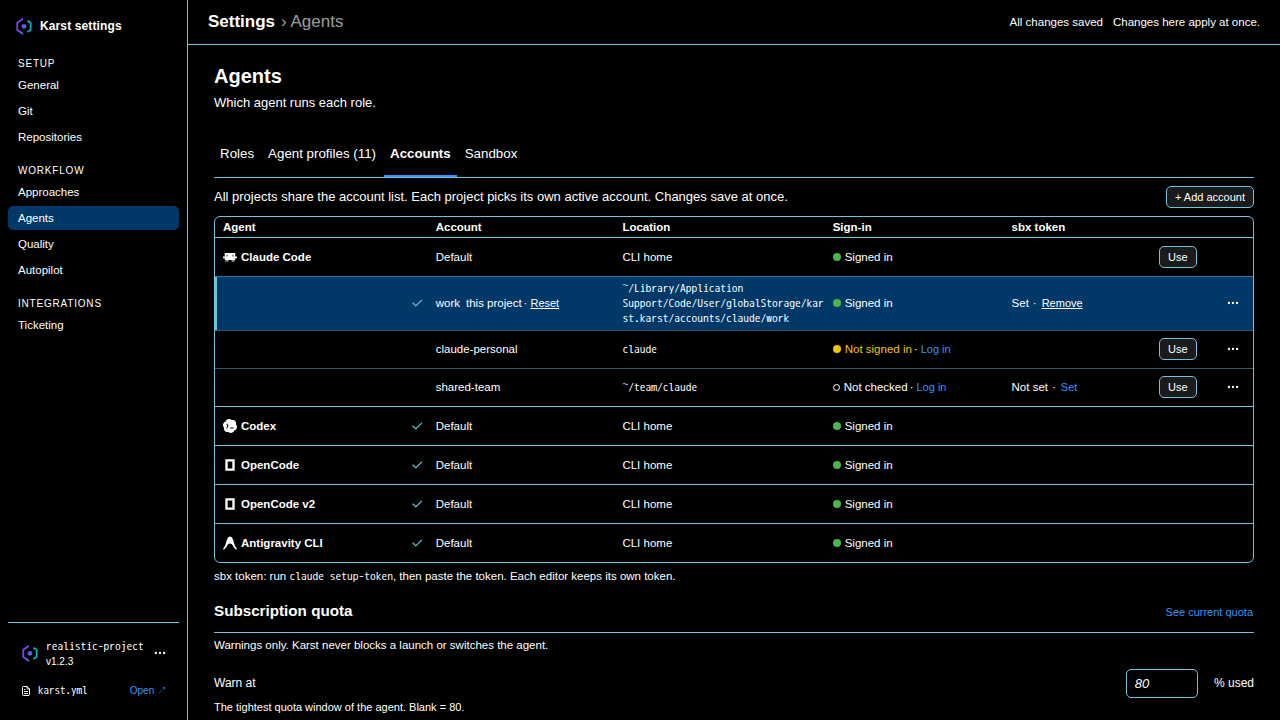 Karst settings
Settings › Agents
All changes saved Changes here apply at once.
SETUP
General
Git
Repositories
WORKFLOW
Approaches
Agents
Quality
Autopilot
INTEGRATIONS
Ticketing
realistic-project
v1.2.3
karst.yml Open ↗
Agents
Which agent runs each role.
Roles Agent profiles (11) Accounts Sandbox
All projects share the account list. Each project picks its own active account. Changes save at once.
+ Add account
Agent Account Location Sign-in sbx token
Claude Code Default CLI home Signed in Use
work this project · Reset ~/Library/Application Support/Code/User/globalStorage/kar st.karst/accounts/claude/work Signed in Set · Remove
claude-personal claude Not signed in · Log in Use
shared-team ~/team/claude Not checked · Log in Not set · Set Use
Codex Default CLI home Signed in
OpenCode Default CLI home Signed in
OpenCode v2 Default CLI home Signed in
Antigravity CLI Default CLI home Signed in
sbx token: run claude setup-token, then paste the token. Each editor keeps its own token.
Subscription quota
See current quota
Warnings only. Karst never blocks a launch or switches the agent.
Warn at 80 % used
The tightest quota window of the agent. Blank = 80.